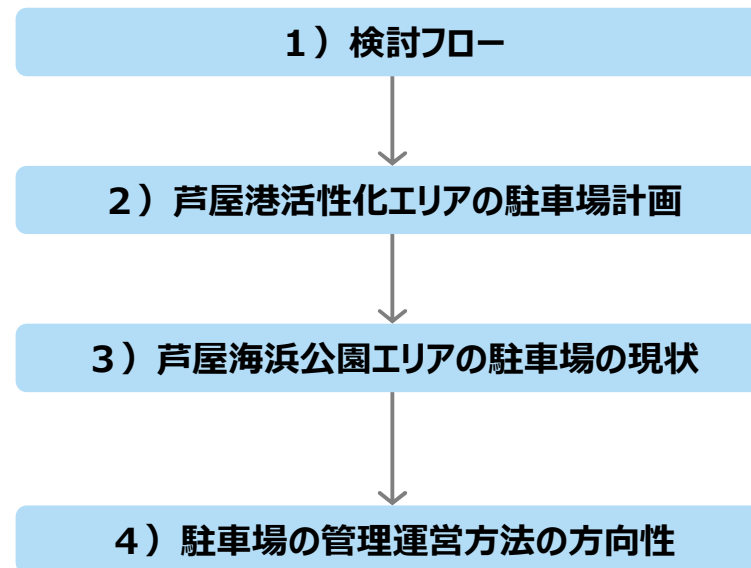 1）検討フロー
2）芦屋港活性化エリアの駐車場計画
3）芦屋海浜公園エリアの駐車場の現状
4）駐車場の管理運営方法の方向性